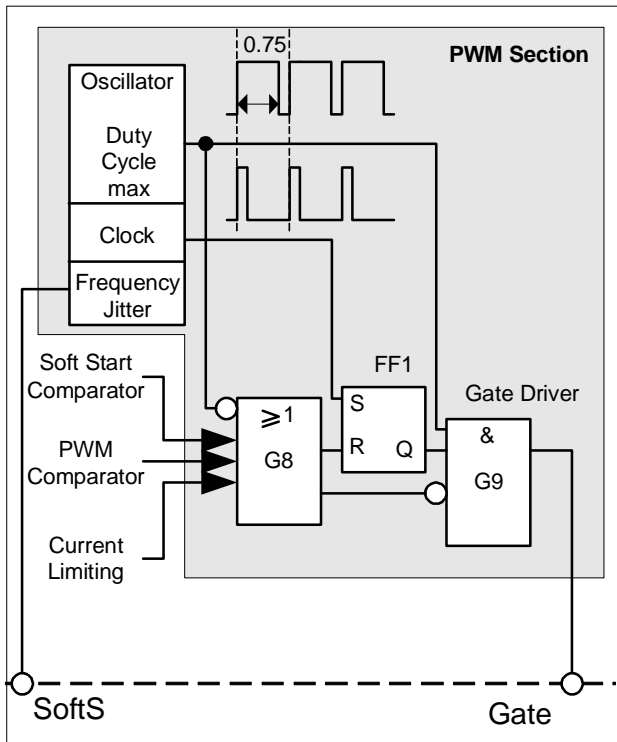 0.75
PWM Section
Oscillator
Duty
Cycle
max
Clock
Frequency
Jitter
Soft Start
Comparator
PWM
Comparator
Current
Limiting
≥1
G8
FF1
S
R
Q
Gate Driver
&
G9
SoftS
Gate